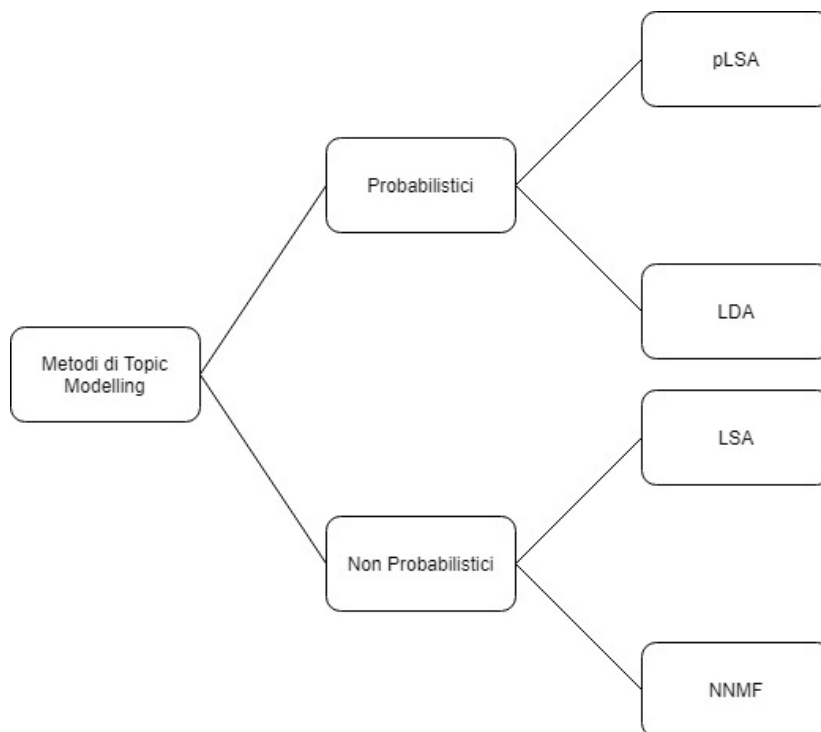 pLSA
Probabilistici
LDA
Metodi di Topic
Modelling
LSA
Non Probabilistici
NNMF